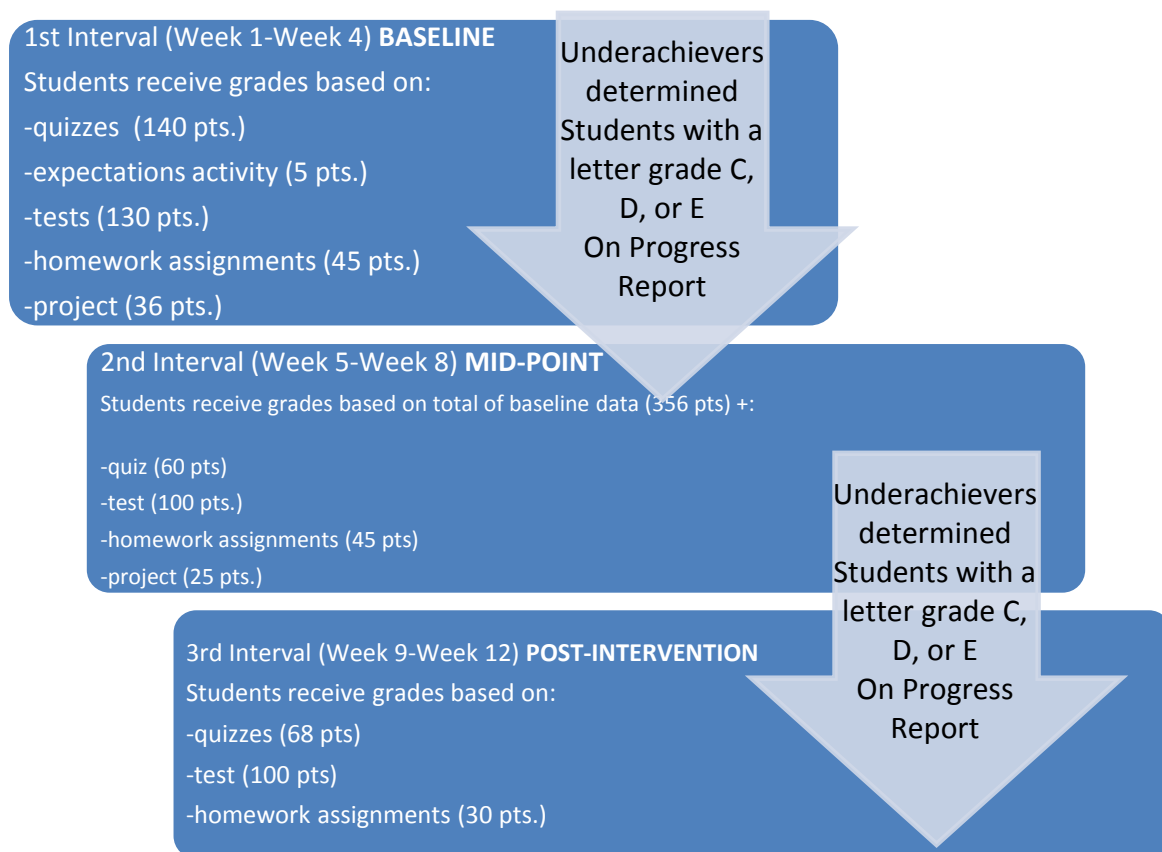 1st Interval (Week 1-Week 4) BASELINE
Students receive grades based on:
-quizzes  (140 pts.)
-expectations activity (5 pts.)
-tests (130 pts.)
-homework assignments (45 pts.)
-project (36 pts.)
Underachievers
determined
Students with a
letter grade C,
D, or E
On Progress
Report
2nd Interval (Week 5-Week 8) MID-POINT
Students receive grades based on total of baseline data (356 pts) +:
-quiz (60 pts)
-test (100 pts.)
-homework assignments (45 pts)
-project (25 pts.)
Underachievers
determined
Students with a
letter grade C,
D, or E
On Progress
Report
3rd Interval (Week 9-Week 12) POST-INTERVENTION
Students receive grades based on:
-quizzes (68 pts)
-test (100 pts)
-homework assignments (30 pts.)